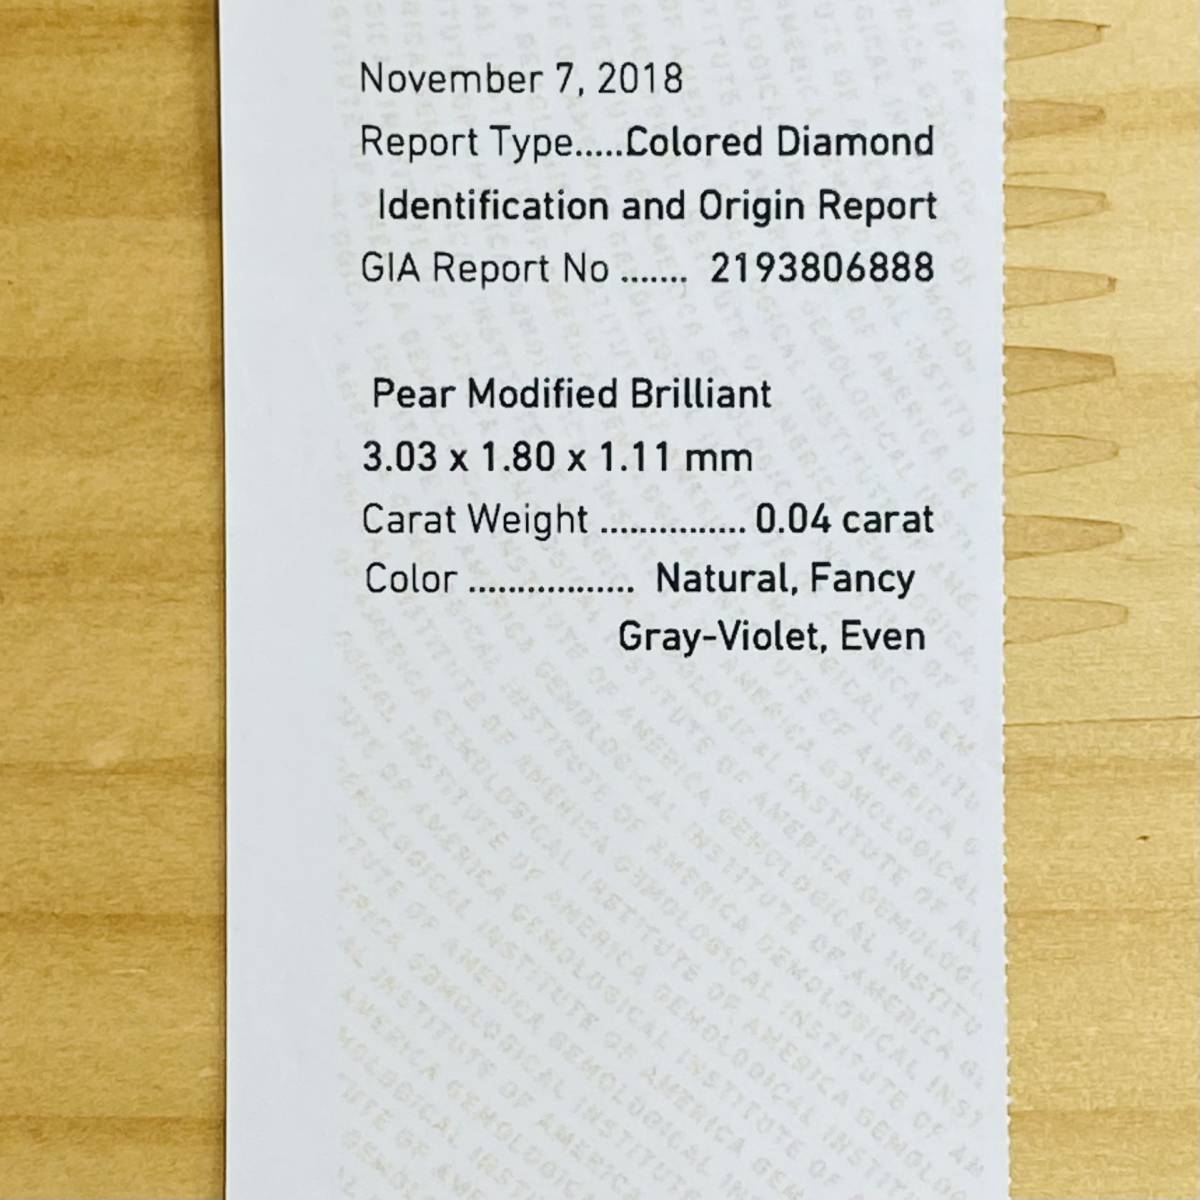 November 7, 2018
Report Type.....Colored Diamond
Identification and Origin Report
GIA Report No ....... 2193806888
Pear Modified Brilliant
3.03 x 1.80 x 1.11 mm
Carat Weight ............... 0.04 carat
Color ................. Natural, Fancy
Gray-Violet, Even